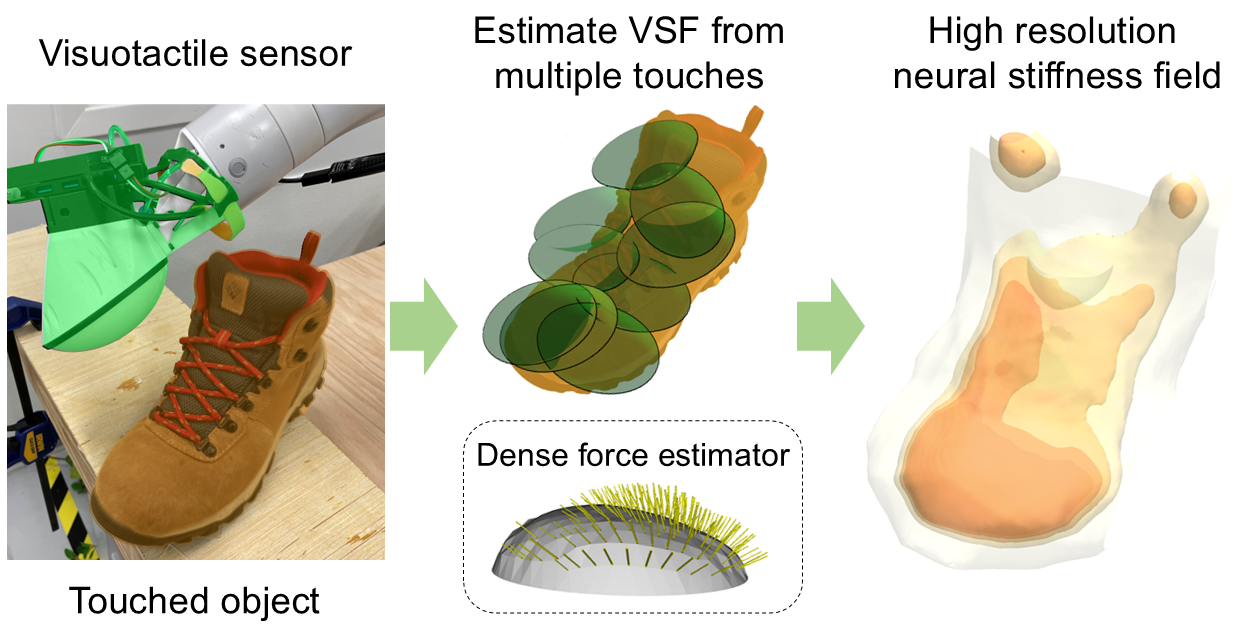 Visuotactile sensor
Touched object
Estimate VSF from
multiple touches
Dense force estimator
High resolution
neural stiffness field